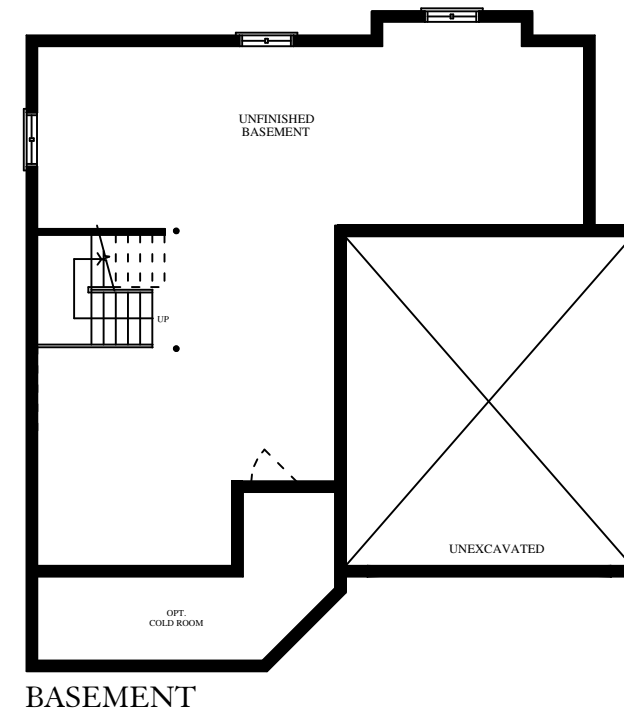 UNFINISHED
BASEMENT
UP
UNEXCAVATED
OPT.
COLD ROOM
BASEMENT